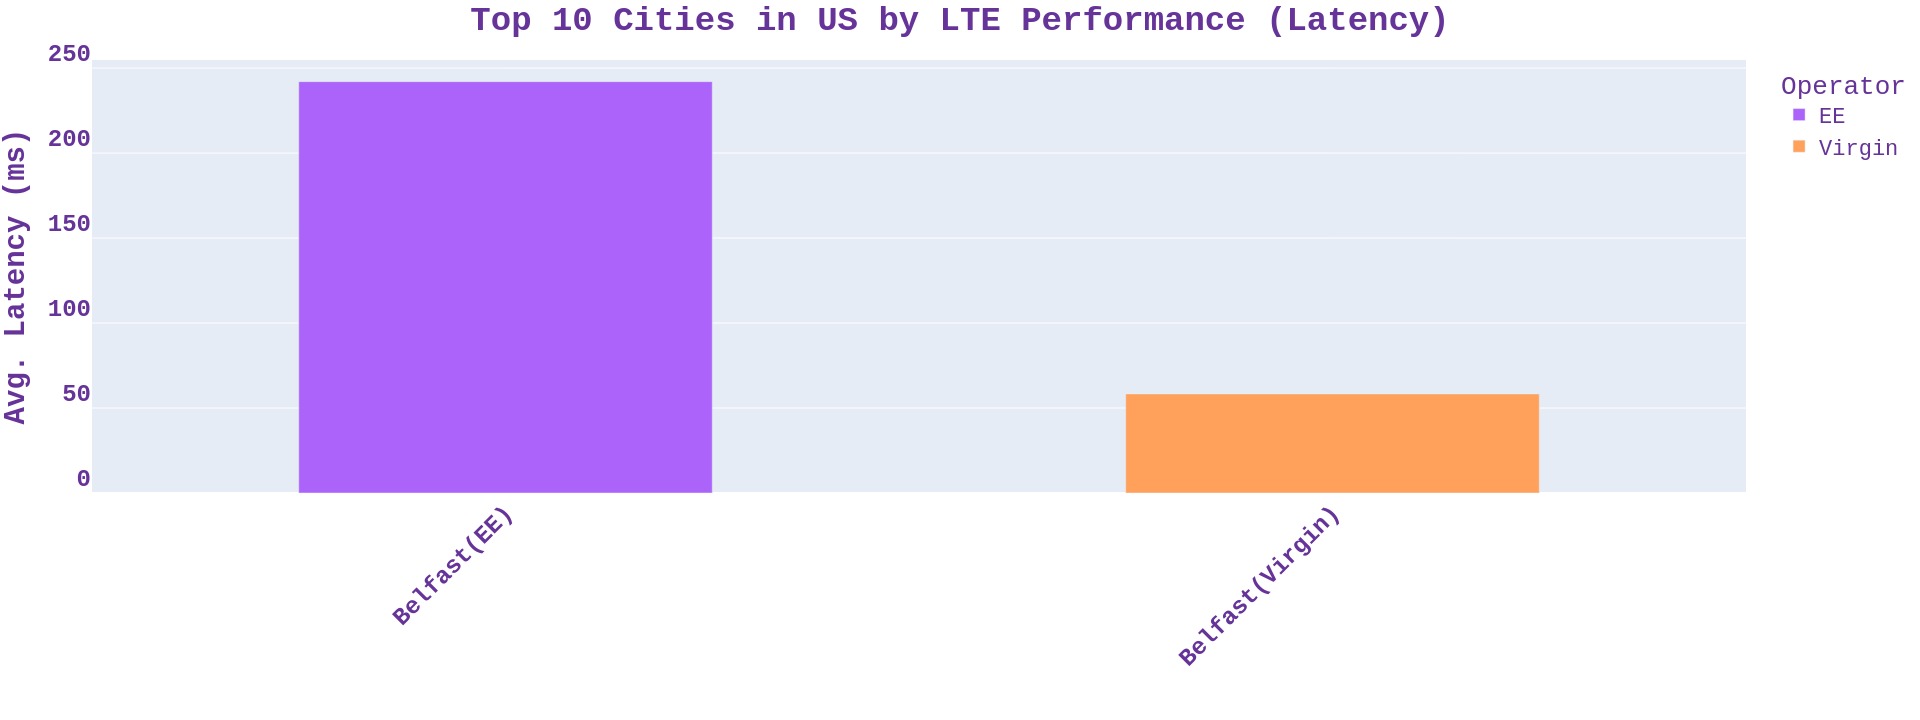 Top 10 Cities in US by LTE Performance (Latency)
250
200
150
100
50
0
Avg. Latency (ms)
Belfast(EE)
Belfast(Virgin)
Operator
EE
Virgin